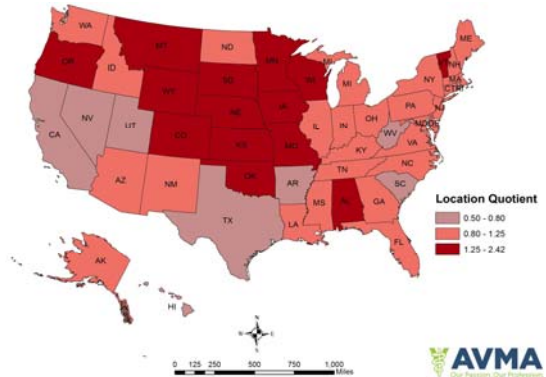 WA
MT
ND
MN
ME
OR
ID
SD
WI
MI
MI
VT
NH
NY
MA
CT RI
WY
NE
IA
PA
NJ
NV
UT
CO
IL
IN
OH
MD DE
CA
KS
MO
KY
WV
VA
AZ
NM
OK
AR
TN
NC
SC
TX
LA
MS
AL
GA
FL
AK
HI
Location Quotient
0.50 - 0.80
0.80 - 1.25
1.25 - 2.42
0 125 250 500 750 1,000
Miles
AVMA
Our Passion. Our Profession.